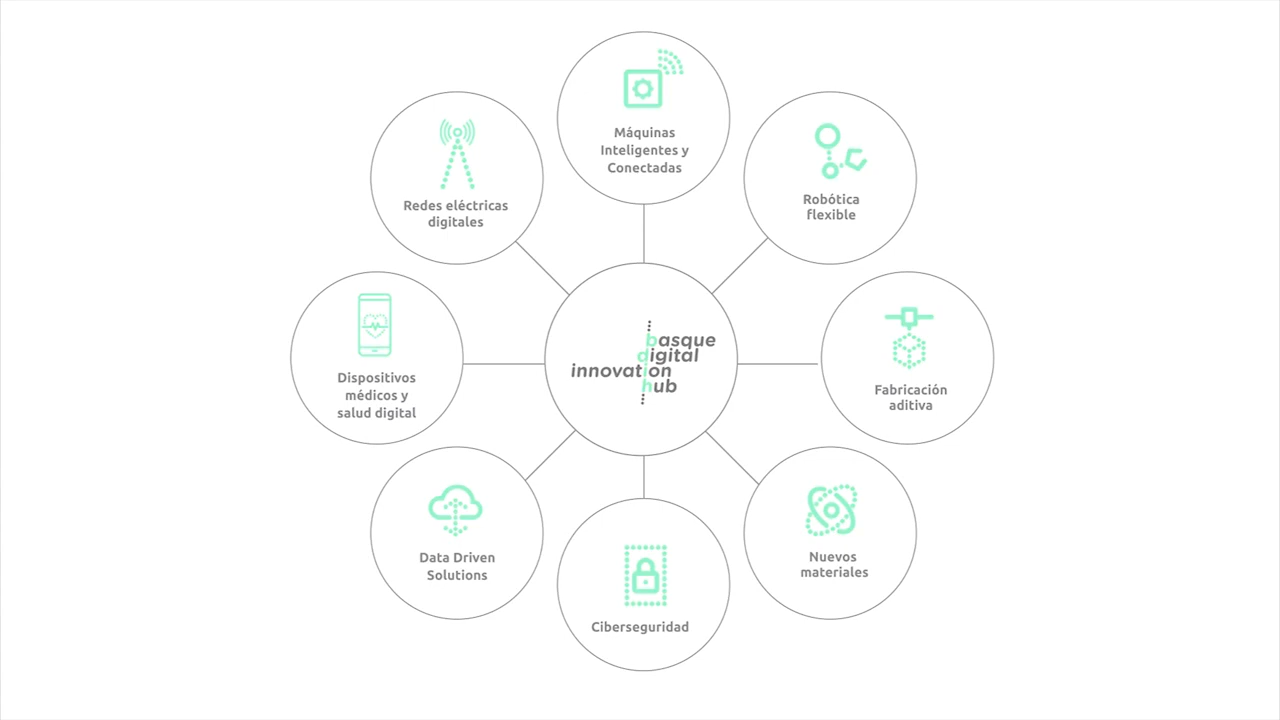 Máquinas
Inteligentes y
Conectadas
Robótica
flexible
Redes eléctricas
digitales
basque
digital
innovation
hub
Dispositivos
médicos y
salud digital
Fabricación
aditiva
Data Driven
Solutions
Nuevos
materiales
Ciberseguridad